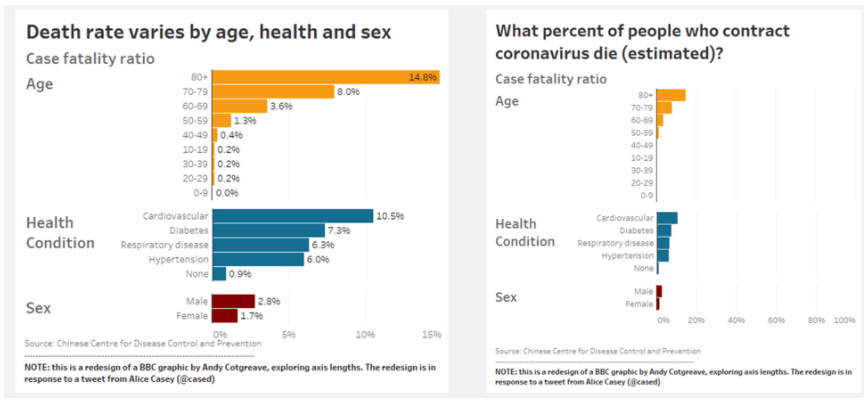 Death rate varies by age, health and sex
Case fatality ratio
Age
80+ 14.8%
70-79 8.0%
60-69 3.6%
50-59 1.3%
40-49 0.4%
10-19 0.2%
30-39 0.2%
20-29 0.2%
0-9 0.0%
Health
Condition
Cardiovascular 10.5%
Diabetes 7.3%
Respiratory disease 6.3%
Hypertension 6.0%
None 0.9%
Sex
Male 2.8%
Female 1.7%
0% 5% 10% 15%
Source: Chinese Centre for Disease Control and Prevention
NOTE: this is a redesign of a BBC graphic by Andy Cotgreave, exploring axis lengths. The redesign is in
response to a tweet from Alice Casey (@cased)
What percent of people who contract
coronavirus die (estimated)?
Case fatality ratio
Age
80+
70-79
60-69
50-59
40-49
10-19
30-39
20-29
0-9
Health
Condition
Cardiovascular
Diabetes
Respiratory disease
Hypertension
None
Sex
Male
Female
0% 20% 40% 60% 80% 100%
Source: Chinese Centre for Disease Control and Prevention
NOTE: this is a redesign of a BBC graphic by Andy Cotgreave, exploring axis lengths. The redesign is in
response to a tweet from Alice Casey (@cased)